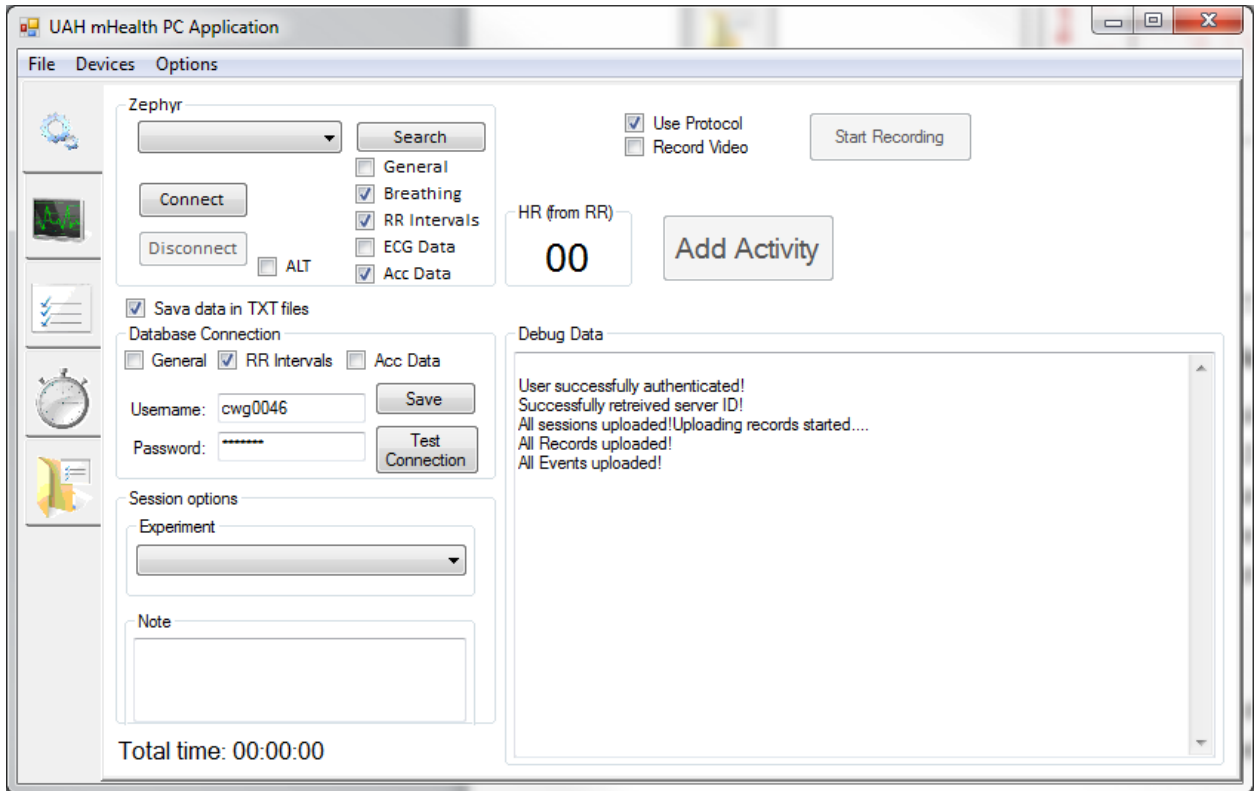 UAH mHealth PC Application
File Devices Options
Zephyr
Search
General
Connect
Breathing
RR Intervals
Disconnect
ECG Data
ALT
Acc Data
Use Protocol
Record Video
Start Recording
HR (from RR)
00
Add Activity
Sava data in TXT files
Database Connection
General RR Intervals Acc Data
Username: cwg0046
Save
Password: *******
Test
Connection
Session options
Experiment
Note
Total time: 00:00:00
Debug Data
User successfully authenticated!
Successfully retreived server ID!
All sessions uploaded!Uploading records started....
All Records uploaded!
All Events uploaded!